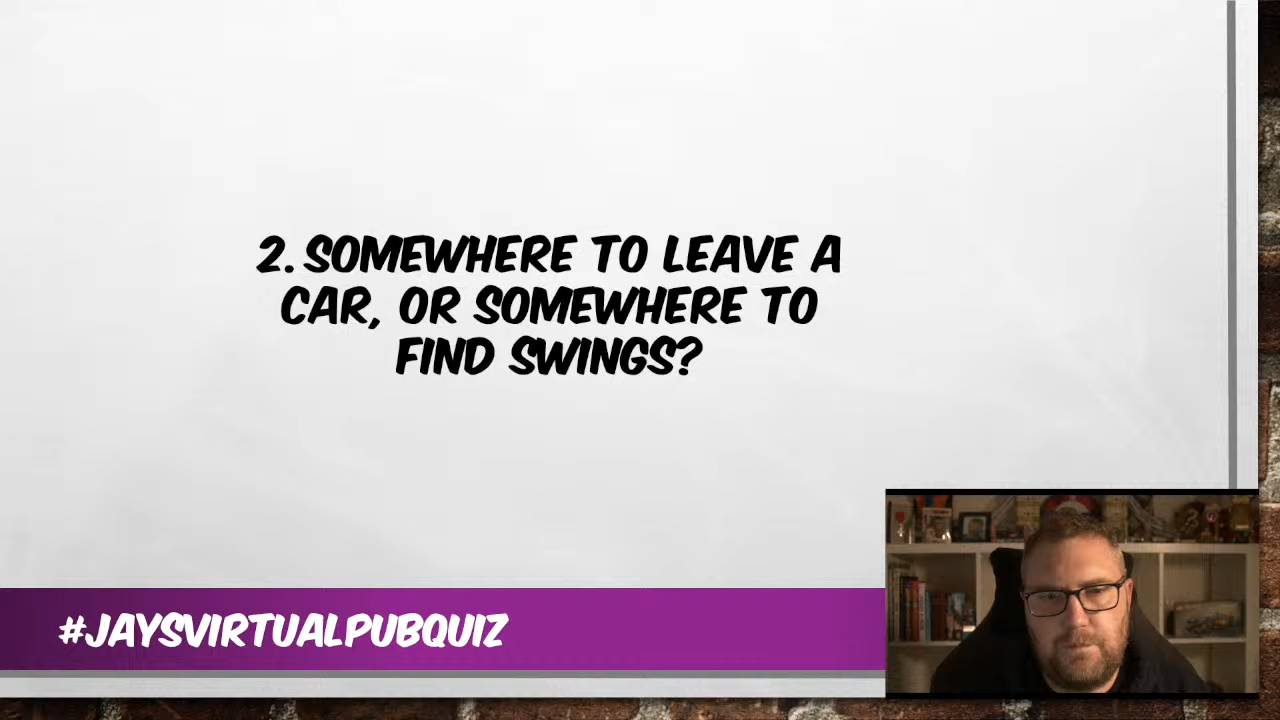 2. SOMEWHERE TO LEAVE A
CAR, OR SOMEWHERE TO
FIND SWINGS?
#JAYSVIRTUALPUBQUIZ